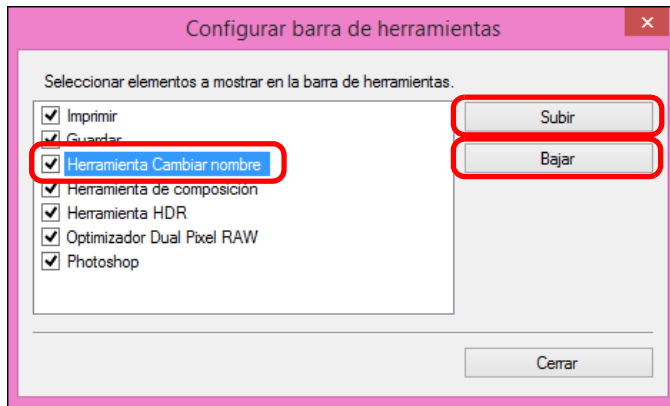 Configurar barra de herramientas
Seleccionar elementos a mostrar en la barra de herramientas.
Imprimir
Guardar
Herramienta Cambiar nombre
Herramienta de composición
Herramienta HDR
Optimizador Dual Pixel RAW
Photoshop
Subir
Bajar
Cerrar